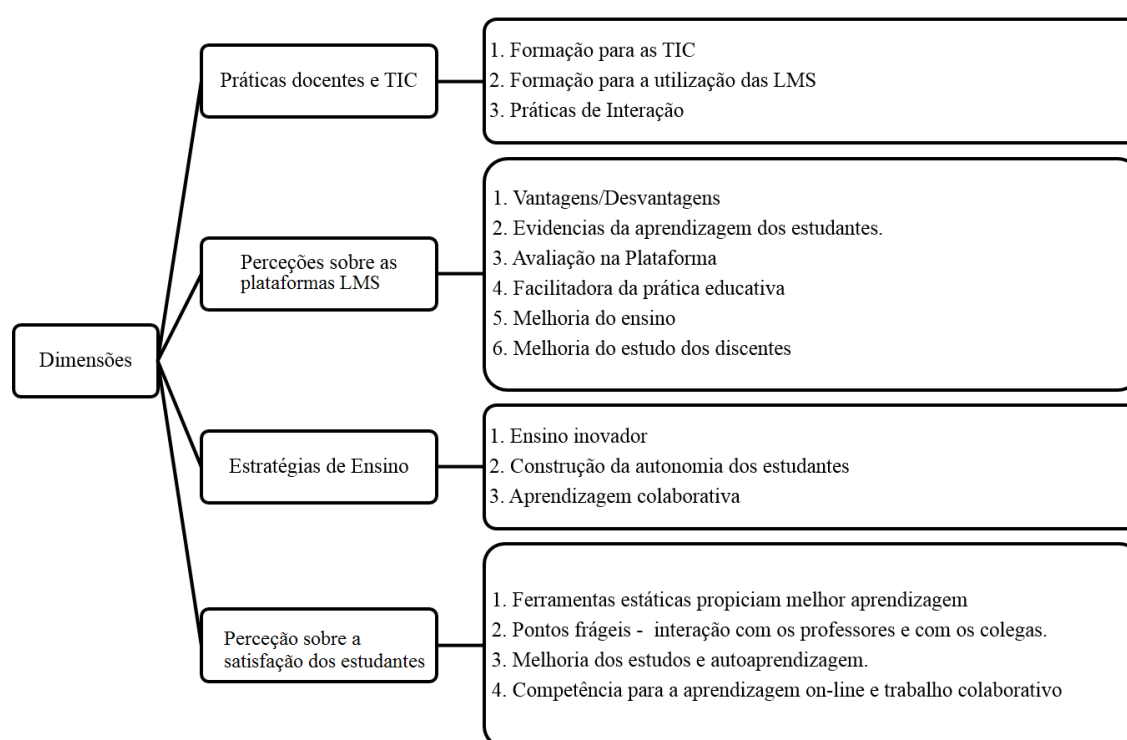 Dimensões
Práticas docentes e TIC
1. Formação para as TIC
2. Formação para a utilização das LMS
3. Práticas de Interação
Perceções sobre as
plataformas LMS
1. Vantagens/Desvantagens
2. Evidencias da aprendizagem dos estudantes.
3. Avaliação na Plataforma
4. Facilitadora da prática educativa
5. Melhoria do ensino
6. Melhoria do estudo dos discentes
Estratégias de Ensino
1. Ensino inovador
2. Construção da autonomia dos estudantes
3. Aprendizagem colaborativa
Perceção sobre a
satisfação dos estudantes
1. Ferramentas estáticas propiciam melhor aprendizagem
2. Pontos frágeis -  interação com os professores e com os colegas.
3. Melhoria dos estudos e autoaprendizagem.
4. Competência para a aprendizagem on-line e trabalho colaborativo